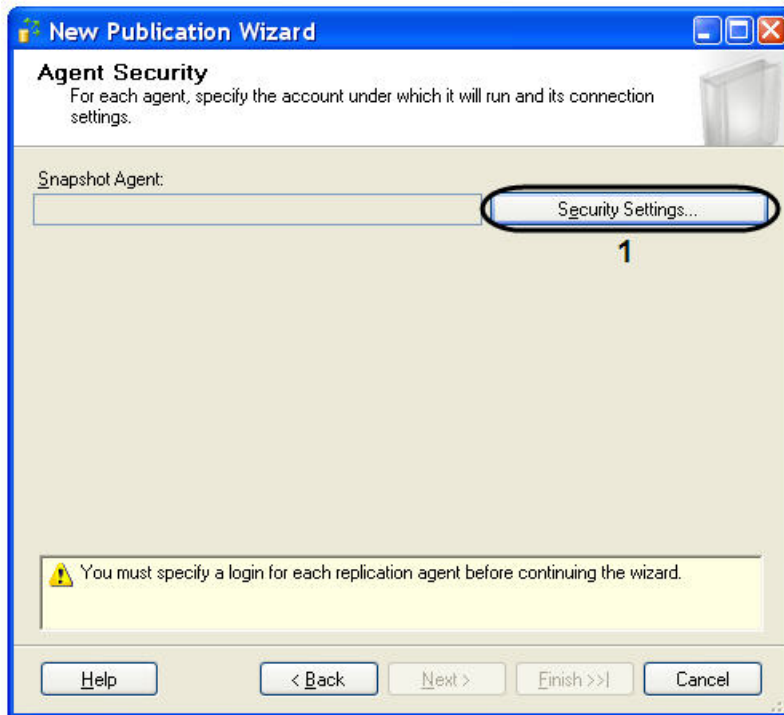 New Publication Wizard
Agent Security
For each agent, specify the account under which it will run and its connection
settings.
Snapshot Agent:
Security Settings...
1
You must specify a login for each replication agent before continuing the wizard.
Help
< Back
Next >
Finish >>|
Cancel